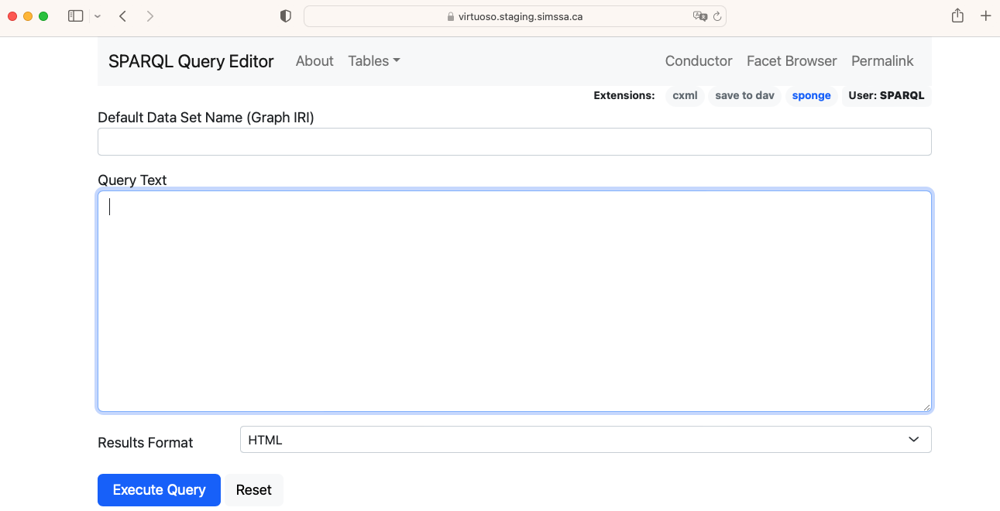 virtuoso.staging.simssa.ca
SPARQL Query Editor About Tables Conductor Facet Browser Permalink
Extensions: cxml save to dav sponge User: SPARQL
Default Data Set Name (Graph IRI)
Query Text
Results Format HTML
Execute Query Reset